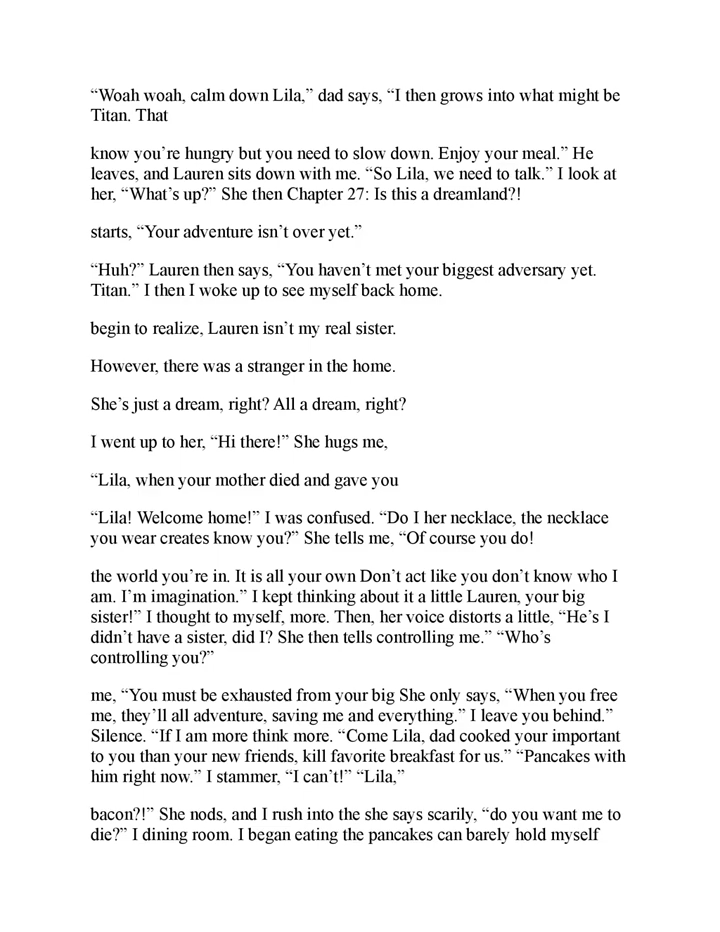 “Woah woah, calm down Lila,” dad says, “I then grows into what might be
Titan. That
know you’re hungry but you need to slow down. Enjoy your meal.” He
leaves, and Lauren sits down with me. “So Lila, we need to talk.” I look at
her, “What’s up?” She then Chapter 27: Is this a dreamland?!
starts, “Your adventure isn’t over yet.”
“Huh?” Lauren then says, “You haven’t met your biggest adversary yet.
Titan.” I then I woke up to see myself back home.
begin to realize, Lauren isn’t my real sister.
However, there was a stranger in the home.
She’s just a dream, right? All a dream, right?
I went up to her, “Hi there!” She hugs me,
“Lila, when your mother died and gave you
“Lila! Welcome home!” I was confused. “Do I her necklace, the necklace
you wear creates know you?” She tells me, “Of course you do!
the world you’re in. It is all your own Don’t act like you don’t know who I
am. I’m imagination.” I kept thinking about it a little Lauren, your big
sister!” I thought to myself, more. Then, her voice distorts a little, “He’s I
didn’t have a sister, did I? She then tells controlling me.” “Who’s
controlling you?”
me, “You must be exhausted from your big She only says, “When you free
me, they’ll all adventure, saving me and everything.” I leave you behind.”
Silence. “If I am more think more. “Come Lila, dad cooked your important
to you than your new friends, kill favorite breakfast for us.” “Pancakes with
him right now.” I stammer, “I can’t!” “Lila,”
bacon?!” She nods, and I rush into the she says scarily, “do you want me to
die?” I dining room. I began eating the pancakes can barely hold myself